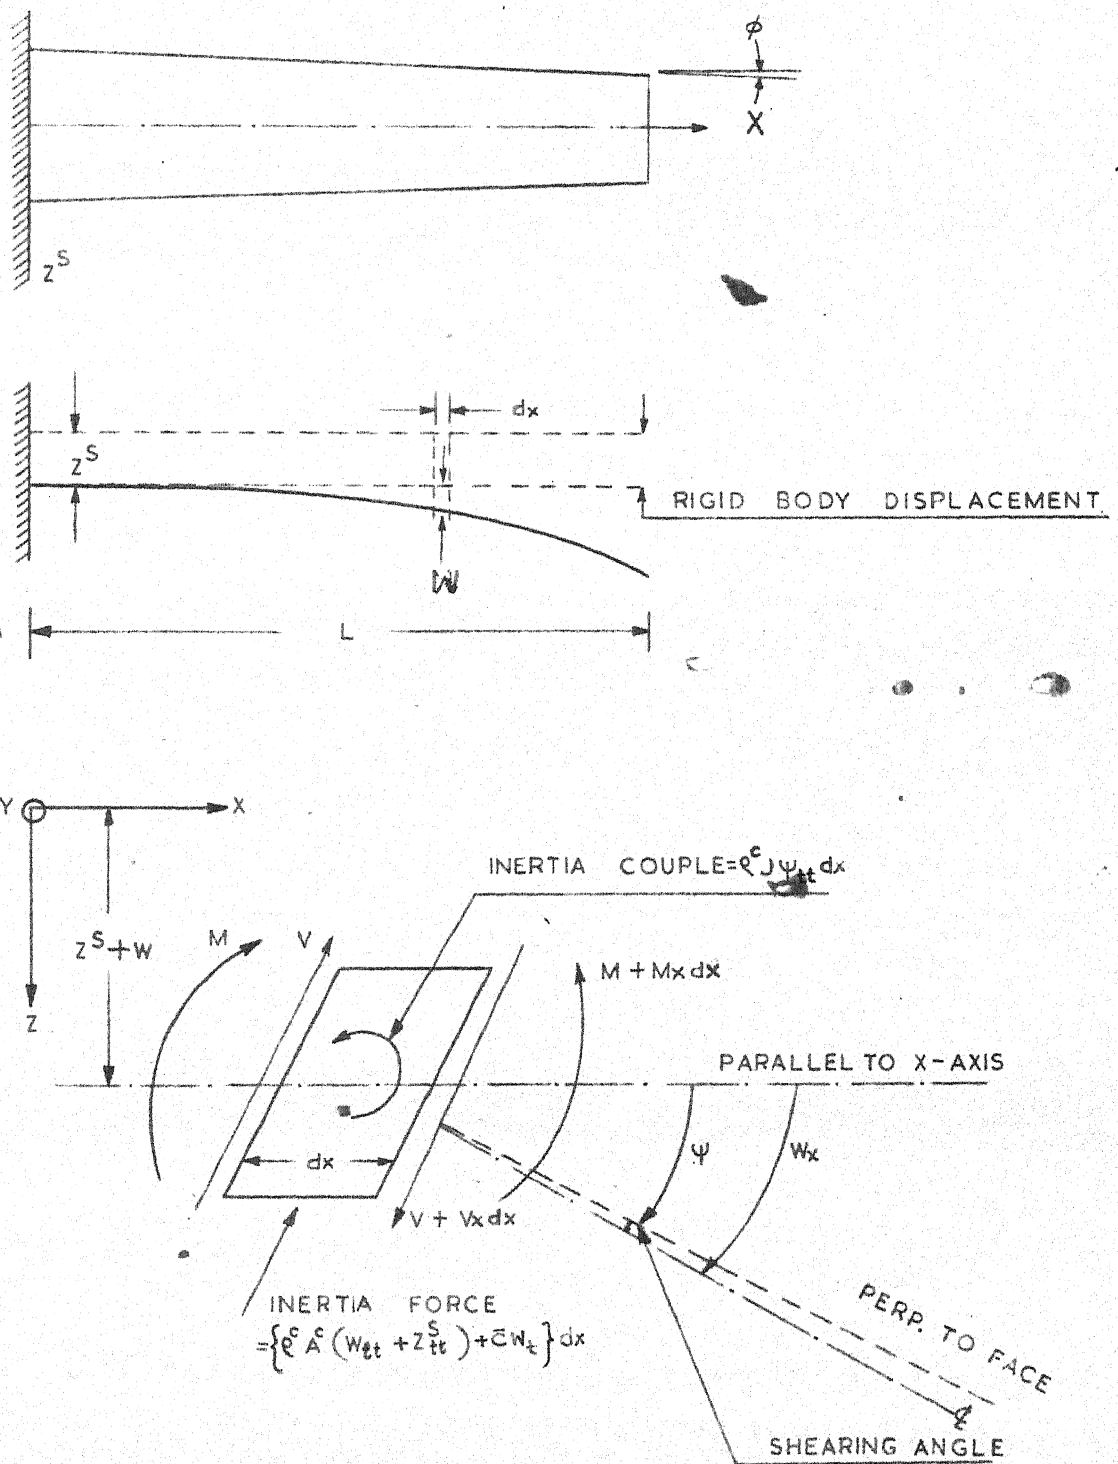 ϕ
X
Z^S
dx
Z^S
RIGID BODY DISPLACEMENT
W
L
Y
X
INERTIA COUPLE=ρ^c Jψ_tt dx
Z^S+W
M
V
M + Mx dx
Z
PARALLEL TO X-AXIS
dx
ψ
Wx
V + Vx dx
INERTIA FORCE
={ρ^c A^c (W_tt + Z^S_tt) + c̄ W_t} dx
PERP. TO FACE
℄
SHEARING ANGLE